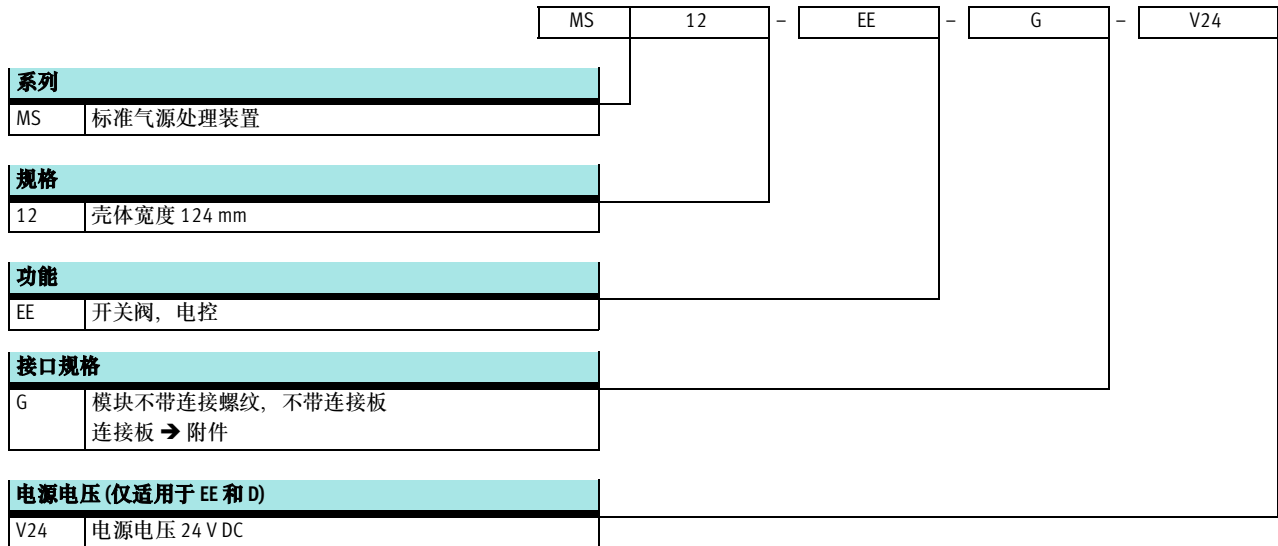 MS 12 – EE – G – V24
系列
MS 标准气源处理装置
规格
12 壳体宽度 124 mm
功能
EE 开关阀，电控
接口规格
G 模块不带连接螺纹，不带连接板
连接板 ➔ 附件
电源电压 (仅适用于 EE 和 D)
V24 电源电压 24 V DC